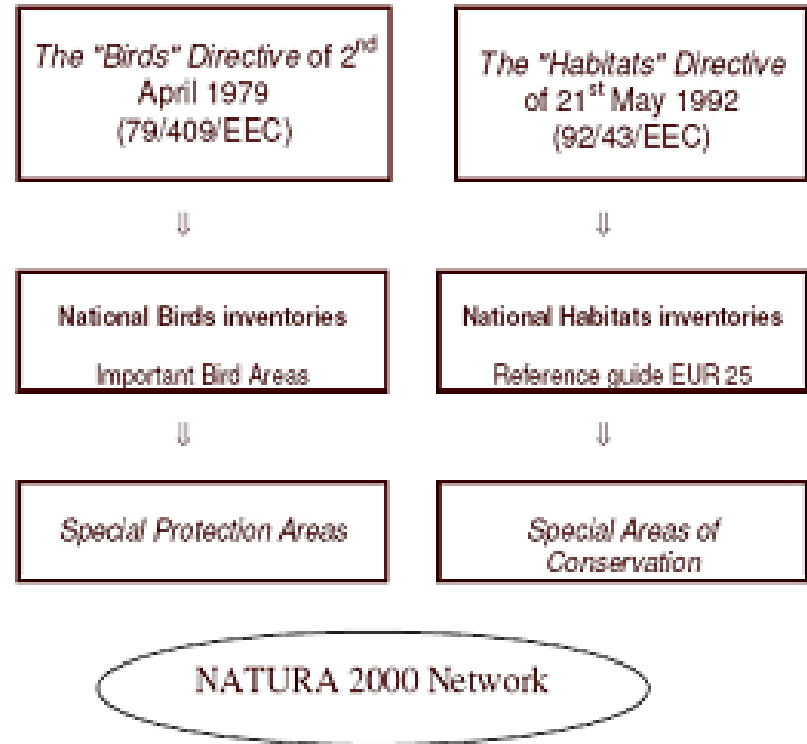 The "Birds" Directive of 2nd
April 1979
(79/409/EEC)
The "Habitats" Directive
of 21st May 1992
(92/43/EEC)
⇓
⇓
National Birds inventories
Important Bird Areas
National Habitats inventories
Reference guide EUR 25
⇓
⇓
Special Protection Areas
Special Areas of
Conservation
NATURA 2000 Network